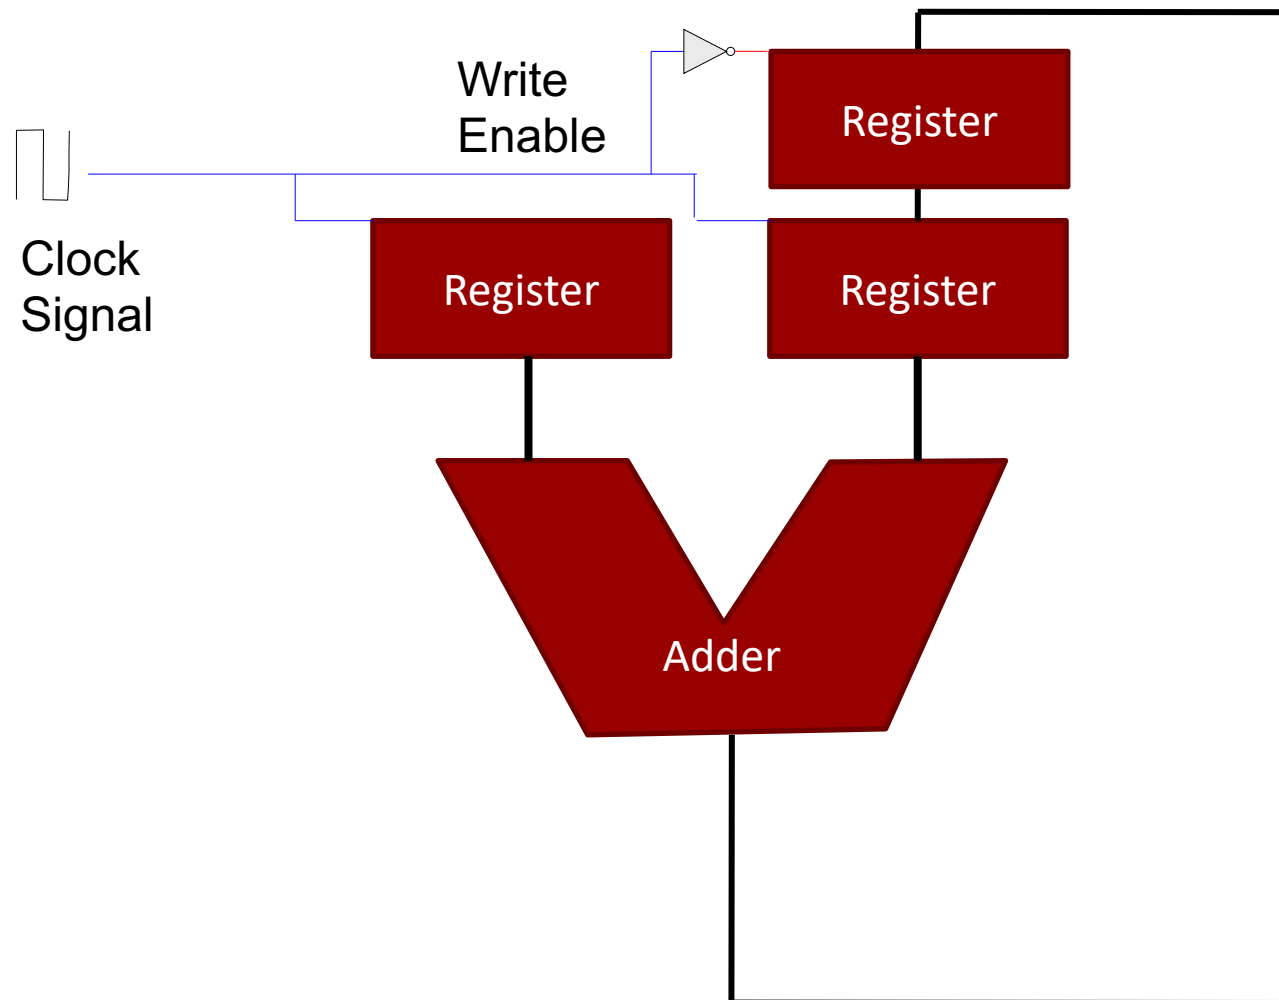 Write
Enable
Register
Clock
Signal
Register
Register
Adder